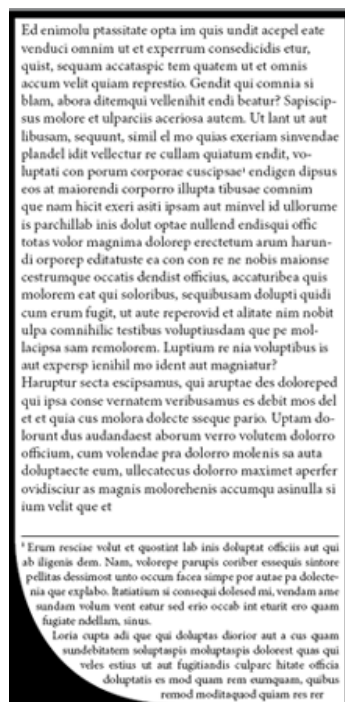 Ed enimolu ptassitate opta im quis undit acepel eate
venduci omnim ut et experrum consedicidis etur,
quist, sequam accataspic tem quatem ut et omnis
accum velit quiam represtio. Gendit qui comnia si
blam, abora ditemqui vellenihit endi beatur? Sapiscip-
sus molore et ulparciis aceriosa autem. Ut lant ut aut
libusam, sequunt, simil el mo quias exeriam sinvendae
plandel idit vellectur re cullam quiatum endit, vo-
luptati con porum corporae cuscipsae¹ endigen dipsus
eos at maiorendi corporro illupta tibusae comnim
que nam hicit exeri asiti ipsam aut minvel id ullorume
is parchillab inis dolut optae nullend endisqui offic
totas volor magnima dolorep erectetum arum harun-
di orporep editatuste ea con con re ne nobis maionse
cestrumque occatis dendist officius, accaturibea quis
molorem eat qui soloribus, sequibusam dolupti quidi
cum erum fugit, ut aute reperovid et alitate nim nobit
ulpa comnihilic testibus voluptiusdam que pe mol-
lacipsa sam remolorem. Luptium re nia voluptibus is
aut expersp ienihil mo ident aut magniatur?
Haruptur secta escipsamus, qui aruptae des doloreped
qui ipsa conse vernatem veribusamus es debit mos del
et et quia cus molora dolecte sseque pario. Uptam do-
lorunt dus audandaest aborum verro volutem dolorro
officium, cum volendae pra dolorro molenis sa auta
doluptaecte eum, ullecatecus dolorro maximet aperfer
ovidisciur as magnis molorehenis accumqu asinulla si
ium velit que et
¹ Erum resciae volut et quostint lab inis doluptat officiis aut qui
ab iligenis dem. Nam, volorepe parupis coriber essequis sintore
pellitas dessimost unto occum facea simpe por autae pa dolecte-
nia que explabo. Itatiatium si consequi dolesed mi, vendam ame
sundam volum vent eatur sed erio occab int eturit ero quam
fugiate ndellam, sinus.
Loria cupta adi que qui doluptas diorior aut a cus quam
sundebitatem soluptaspis moluptaspis dolorest quas qui
veles estius ut aut fugitiandis culparc hitate officia
doluptatis es mod quam rem eumquam, quibus
remod moditaquod quiam res rer